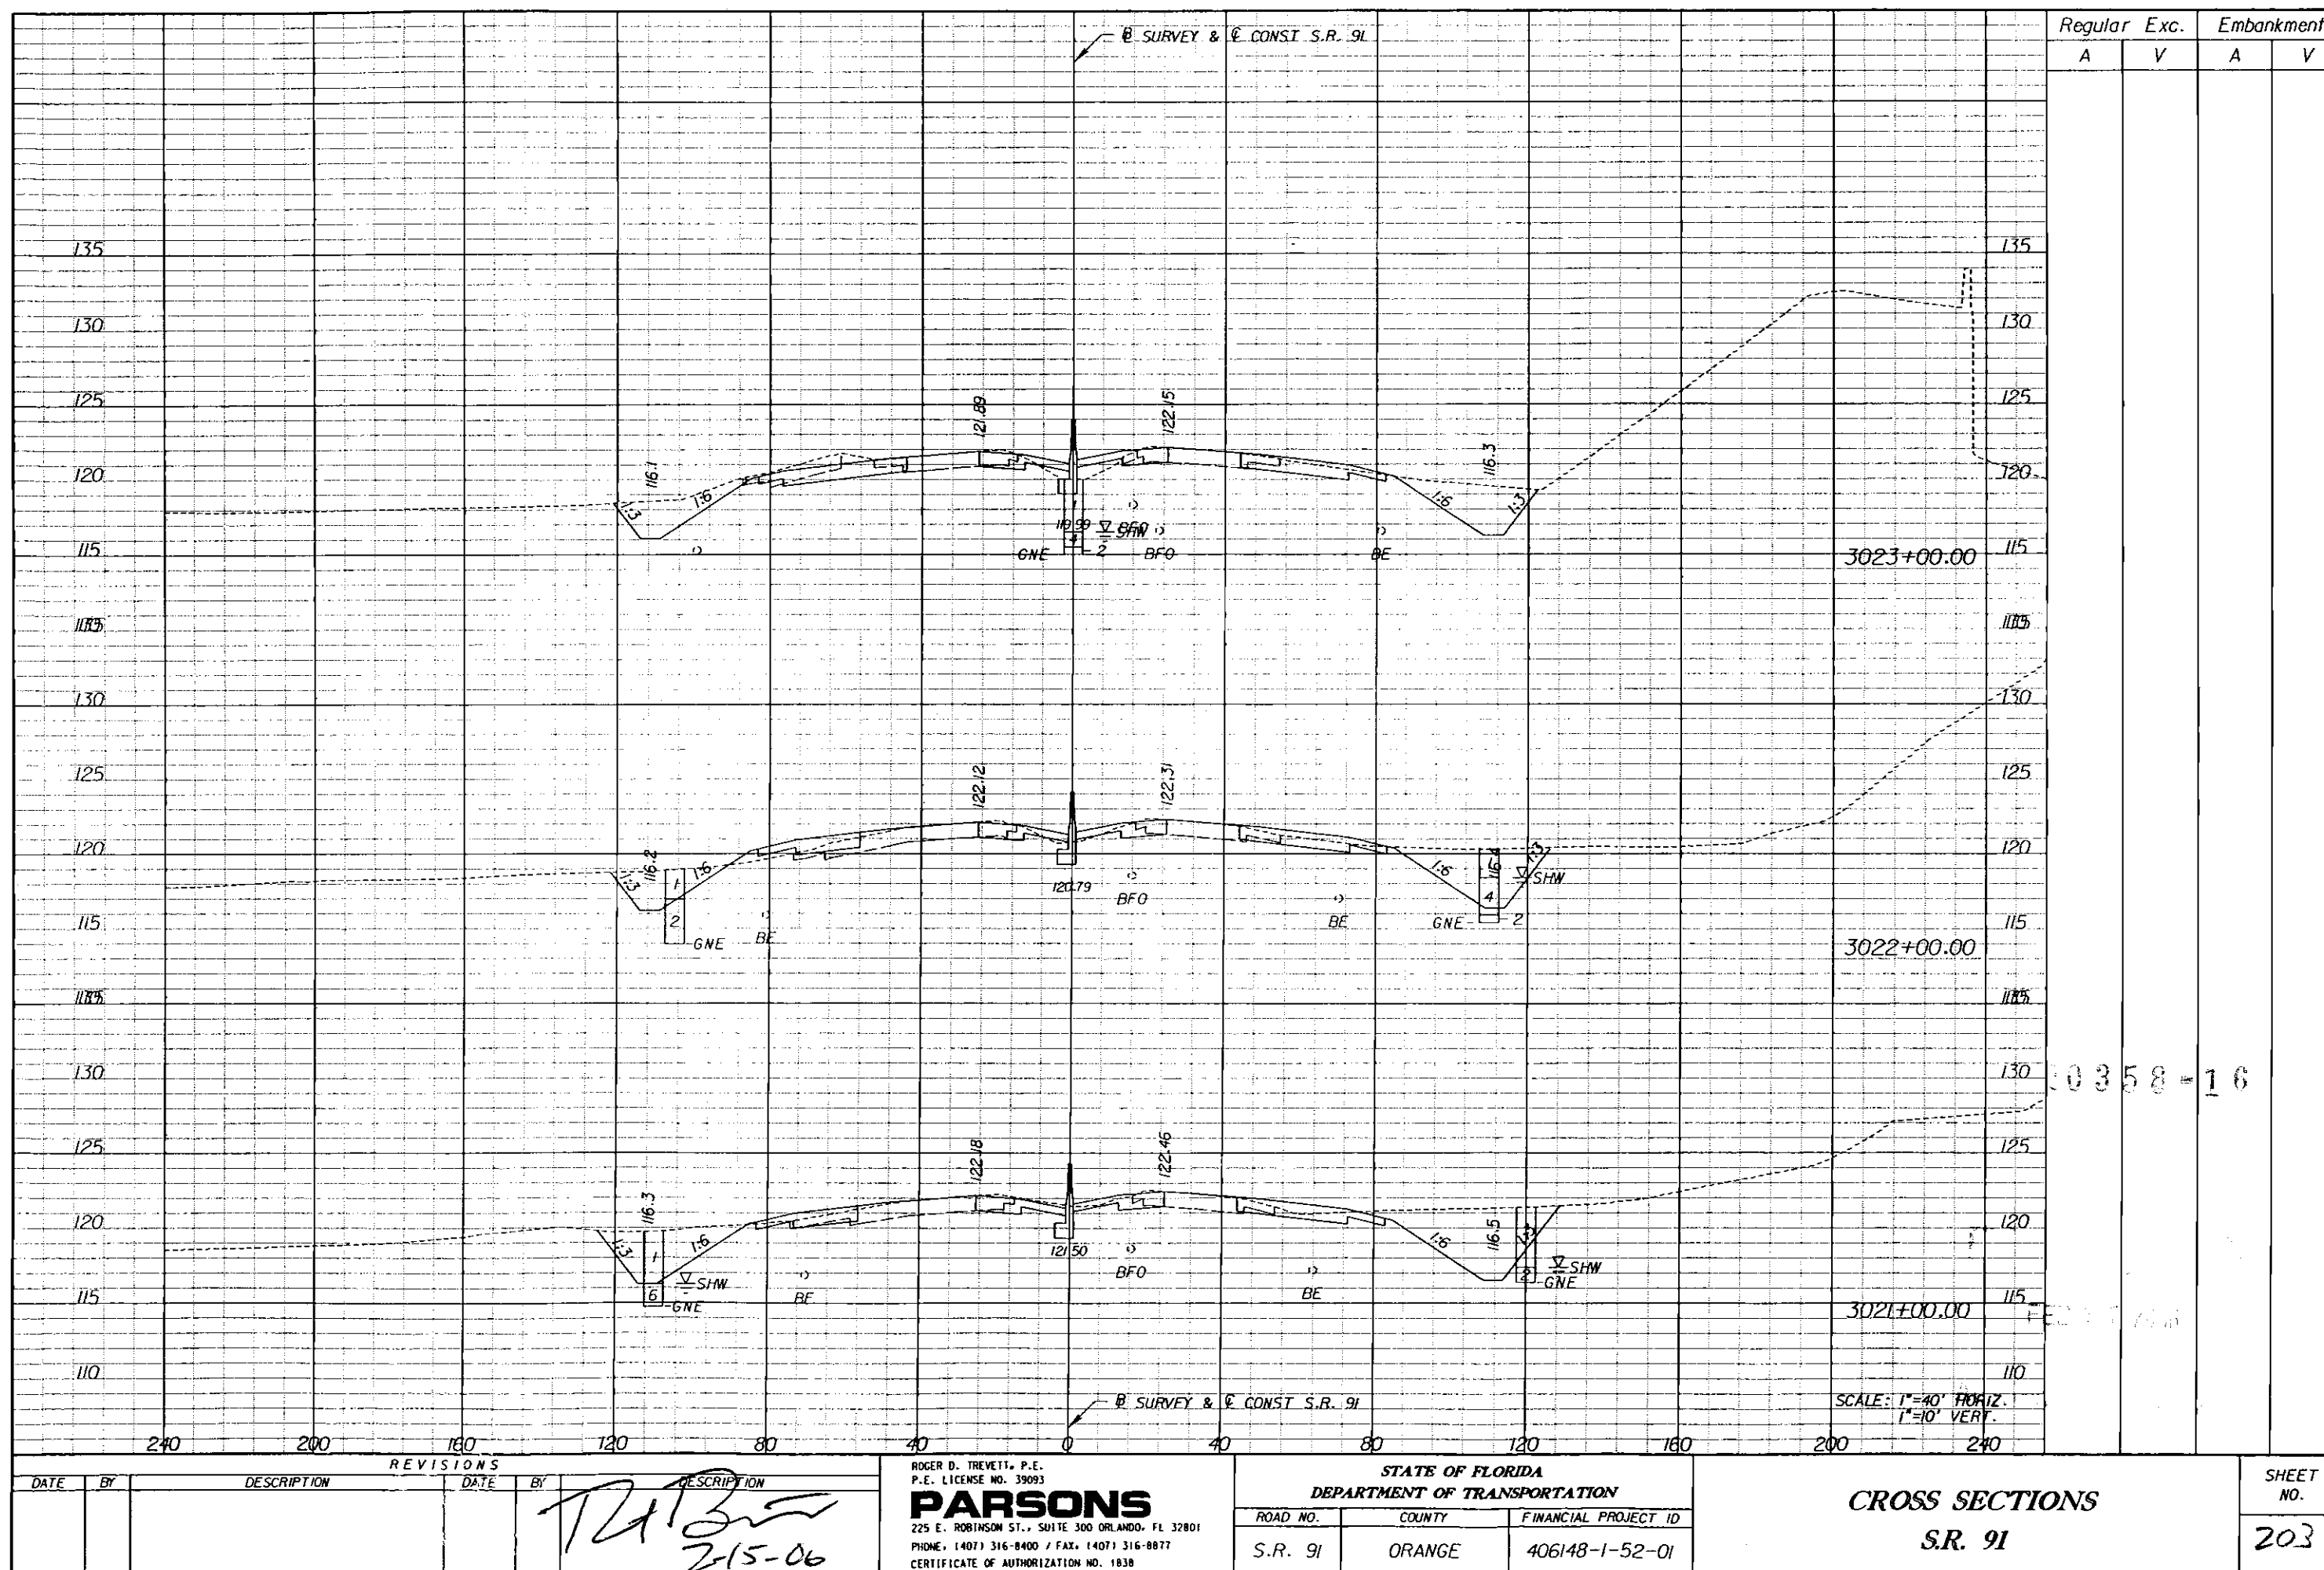 ℄ SURVEY & ℄ CONST S.R. 91
Regular Exc. Embankment
A V A V
135 135
130 130
125 121.89 122.15 125
120 116.1 116.3 120
1:3 1:6 1:6 1:3
1
▽ SHW
4
115 GNE 2 BFO BE 115
3023+00.00
130 130
125 122.12 122.31 125
120 116.2 116.4 120
1:3 1 1:6 1:6 1:3
120.79 BFO 4 ▽ SHW
2
115 GNE BE BE GNE 2 115
3022+00.00
130 130
0358-16
125 122.18 122.46 125
120 116.3 116.5 120
1:3 1 1:6 121.50 1:6
▽ SHW BFO 2 ▽ SHW
GNE
115 6 GNE BE BE 115
3021+00.00
110 110
℄ SURVEY & ℄ CONST S.R. 91
SCALE: 1"=40' HORIZ.
1"=10' VERT.
240 200 160 120 80 40 0 40 80 120 160 200 240
REVISIONS
DATE BY DESCRIPTION DATE BY DESCRIPTION
2-15-06
ROGER D. TREVETT, P.E.
P.E. LICENSE NO. 39093
PARSONS
225 E. ROBINSON ST., SUITE 300 ORLANDO, FL 32801
PHONE: (407) 316-8400 / FAX: (407) 316-8877
CERTIFICATE OF AUTHORIZATION NO. 1838
STATE OF FLORIDA
DEPARTMENT OF TRANSPORTATION
ROAD NO. COUNTY FINANCIAL PROJECT ID
S.R. 91 ORANGE 406148-1-52-01
CROSS SECTIONS
S.R. 91
SHEET
NO.
203